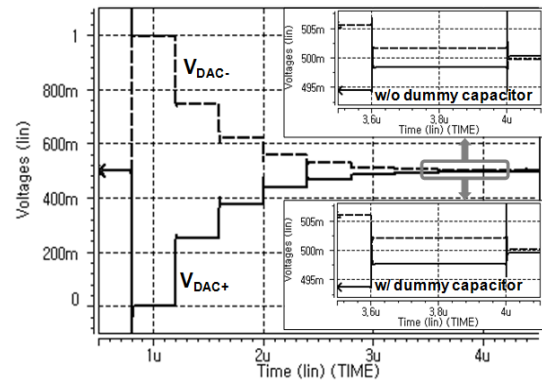 Voltages (lin)
1
800m
600m
400m
200m
0
1u
2u
3u
4u
Time (lin) (TIME)
V_DAC-
V_DAC+
Voltages (lin)
505m
500m
495m
w/o dummy capacitor
3.6u
3.8u
4u
Time (lin) (TIME)
Voltages (lin)
505m
500m
495m
w/ dummy capacitor
3.6u
3.8u
4u
Time (lin) (TIME)